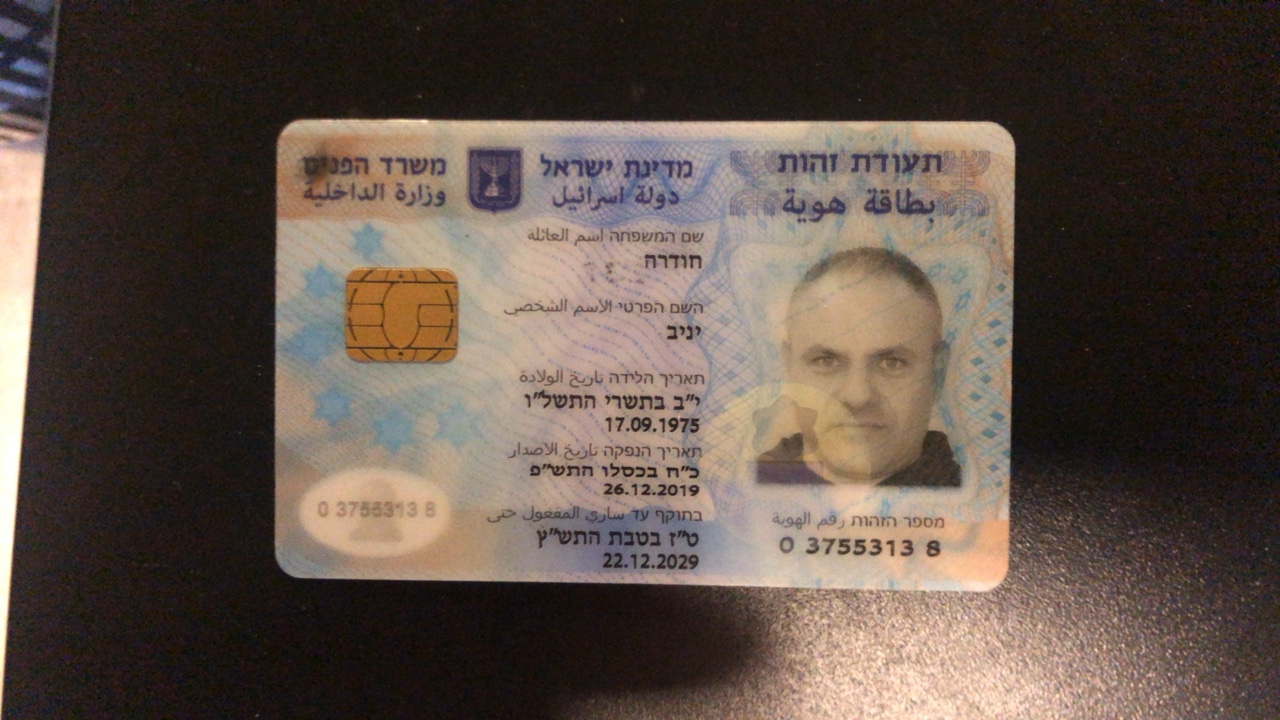 תעודת זהות
بطاقة هوية
מדינת ישראל
دولة اسرائيل
משרד הפנים
وزارة الداخلية
שם המשפחה اسم العائلة
חודרה
השם הפרטי الاسم الشخصي
יניב
תאריך הלידה تاريخ الولادة
י"ב בתשרי התשל"ו
17.09.1975
תאריך הנפקה تاريخ الاصدار
כ"ח בכסלו התש"פ
26.12.2019
בתוקף עד ساري المفعول حتى
ט"ז בטבת התש"ץ
22.12.2029
מספר הזהות رقم الهوية
0 3755313 8
0 3755313 8